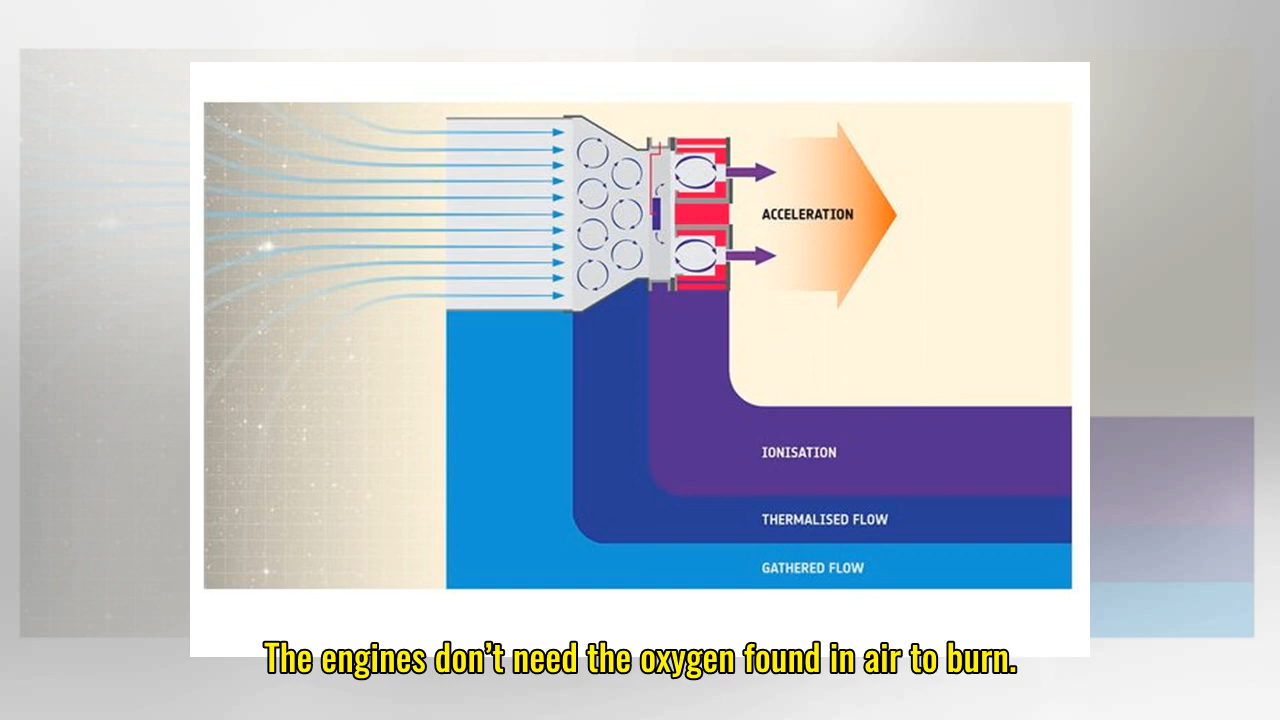 ACCELERATION
IONISATION
THERMALISED FLOW
GATHERED FLOW
The engines don’t need the oxygen found in air to burn.